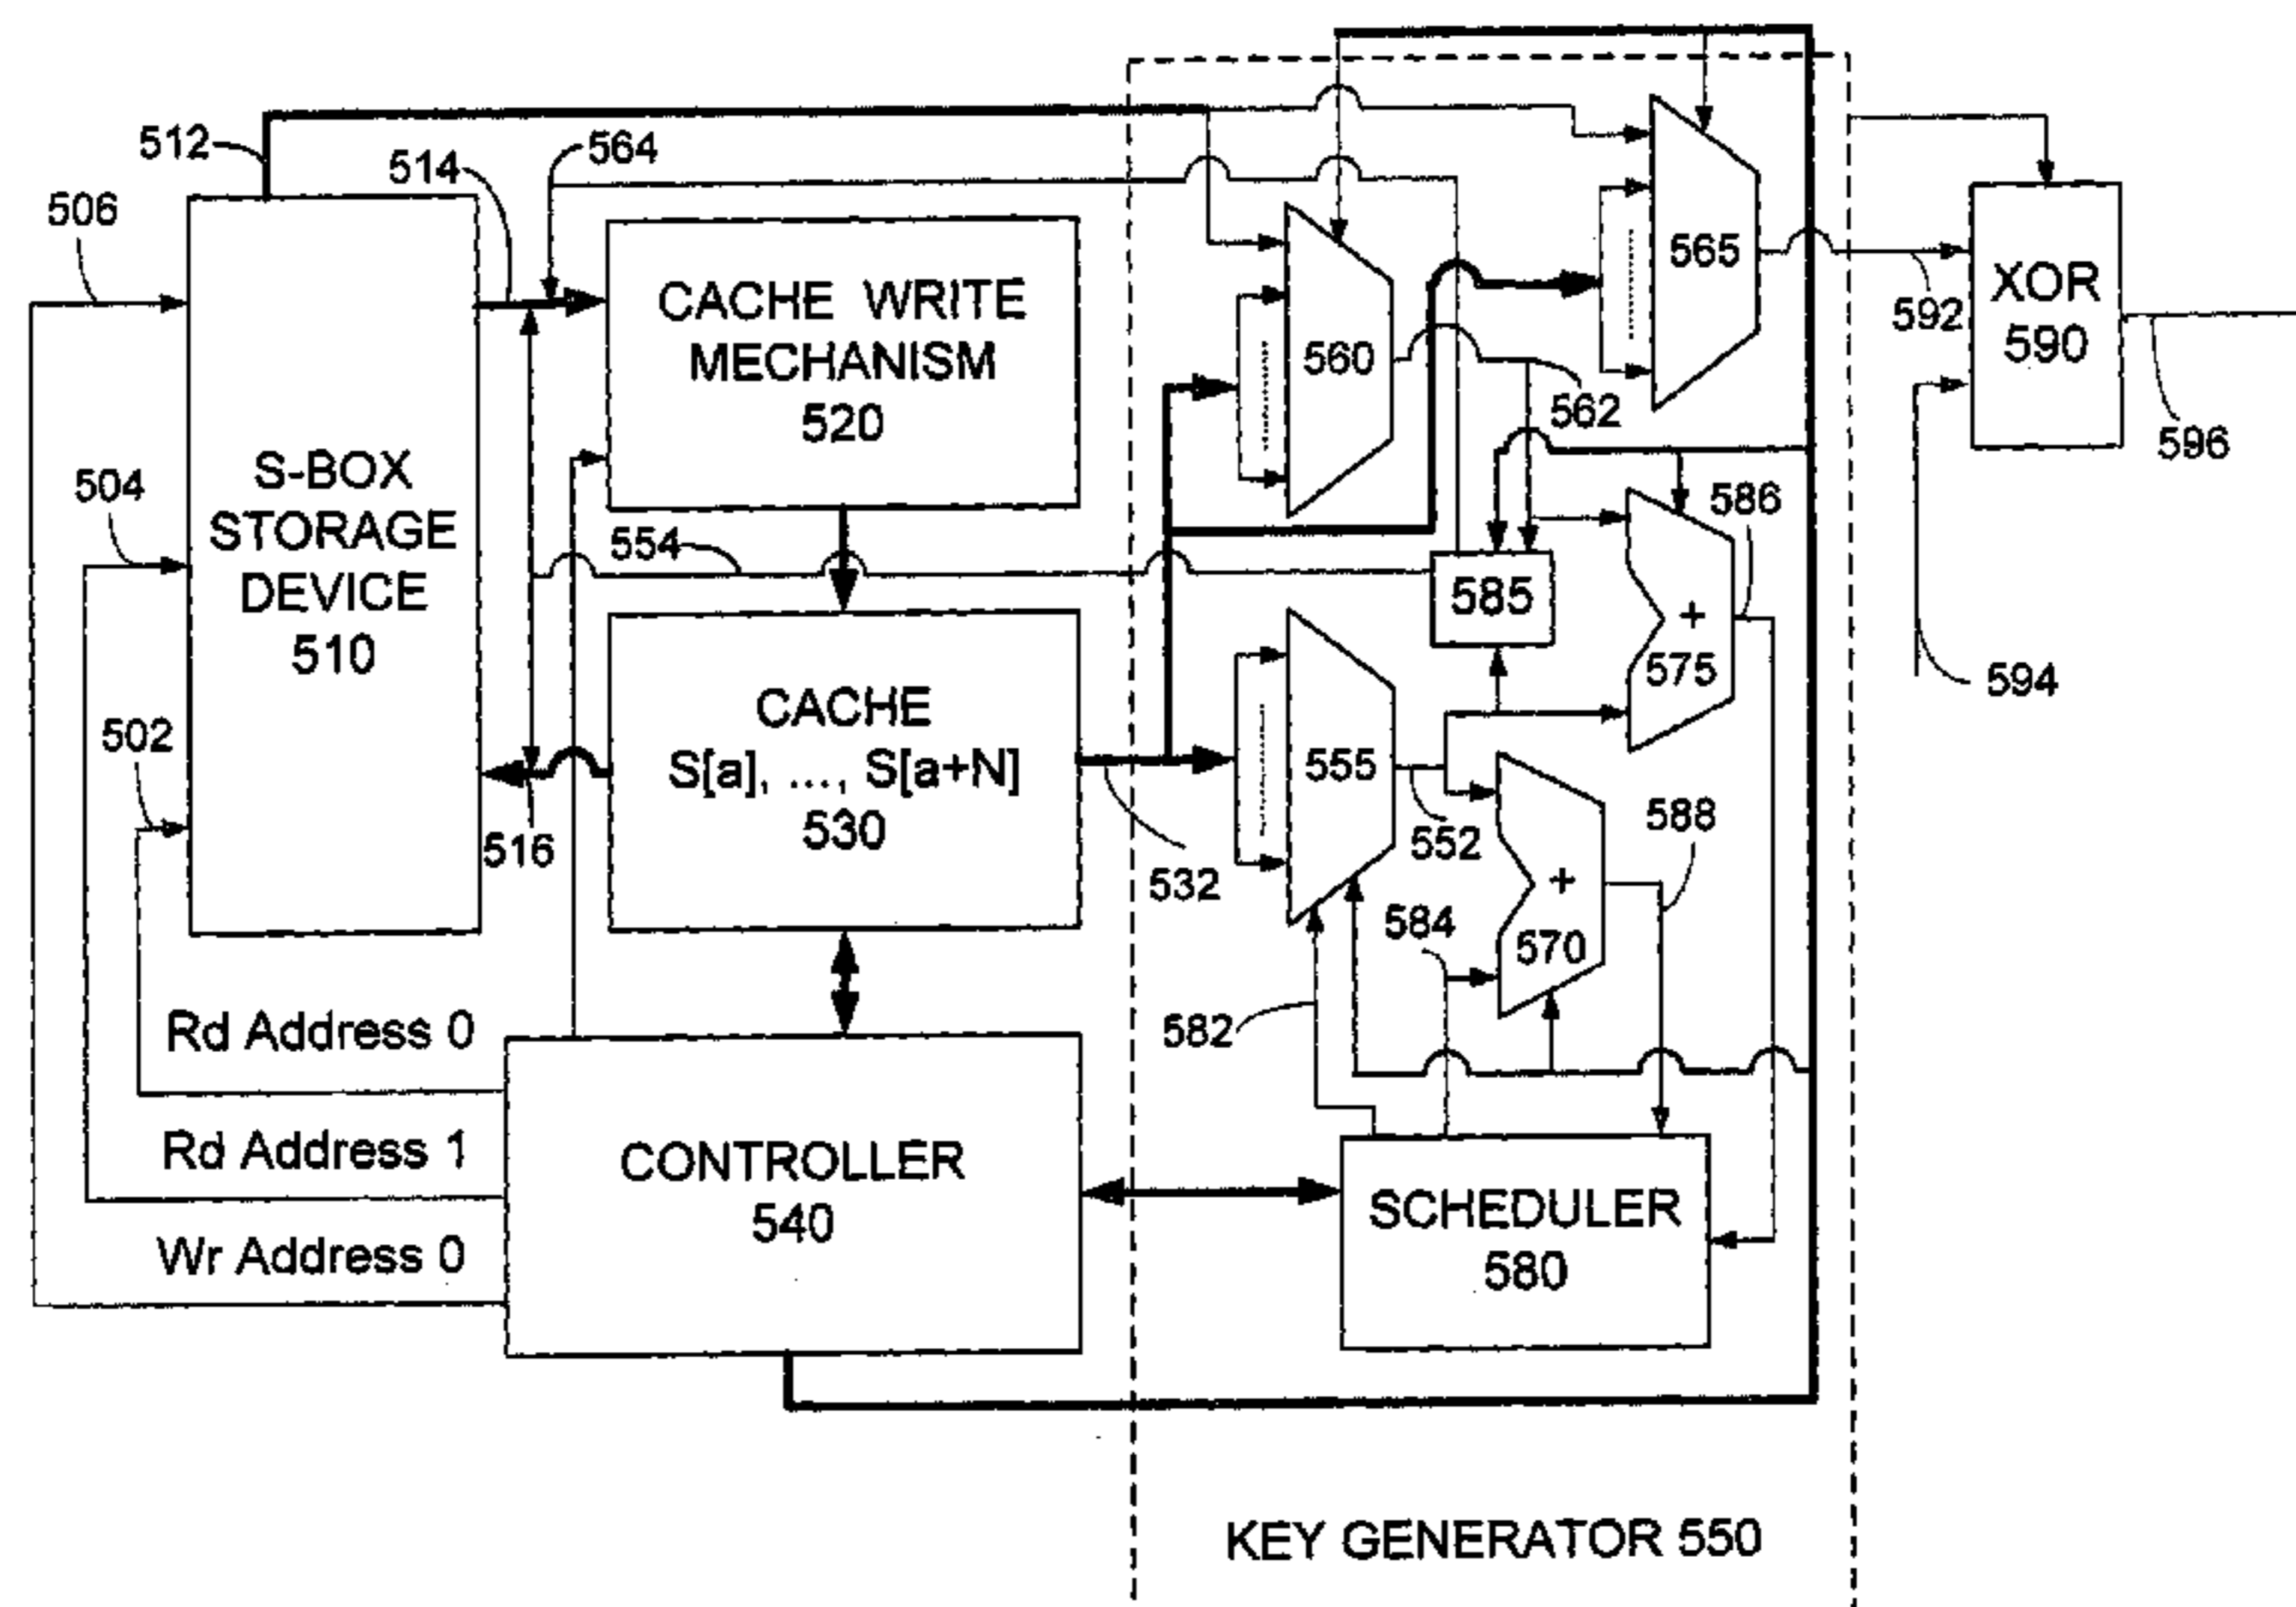 512
564
514
506
565
XOR
590
592
CACHE WRITE
MECHANISM
520
560
562
596
S-BOX
STORAGE
DEVICE
510
504
554
586
585
+
575
594
CACHE
S[a], ..., S[a+N]
530
502
516
532
555
552
588
+
570
584
582
Rd Address 0
Rd Address 1
Wr Address 0
CONTROLLER
540
SCHEDULER
580
KEY GENERATOR 550